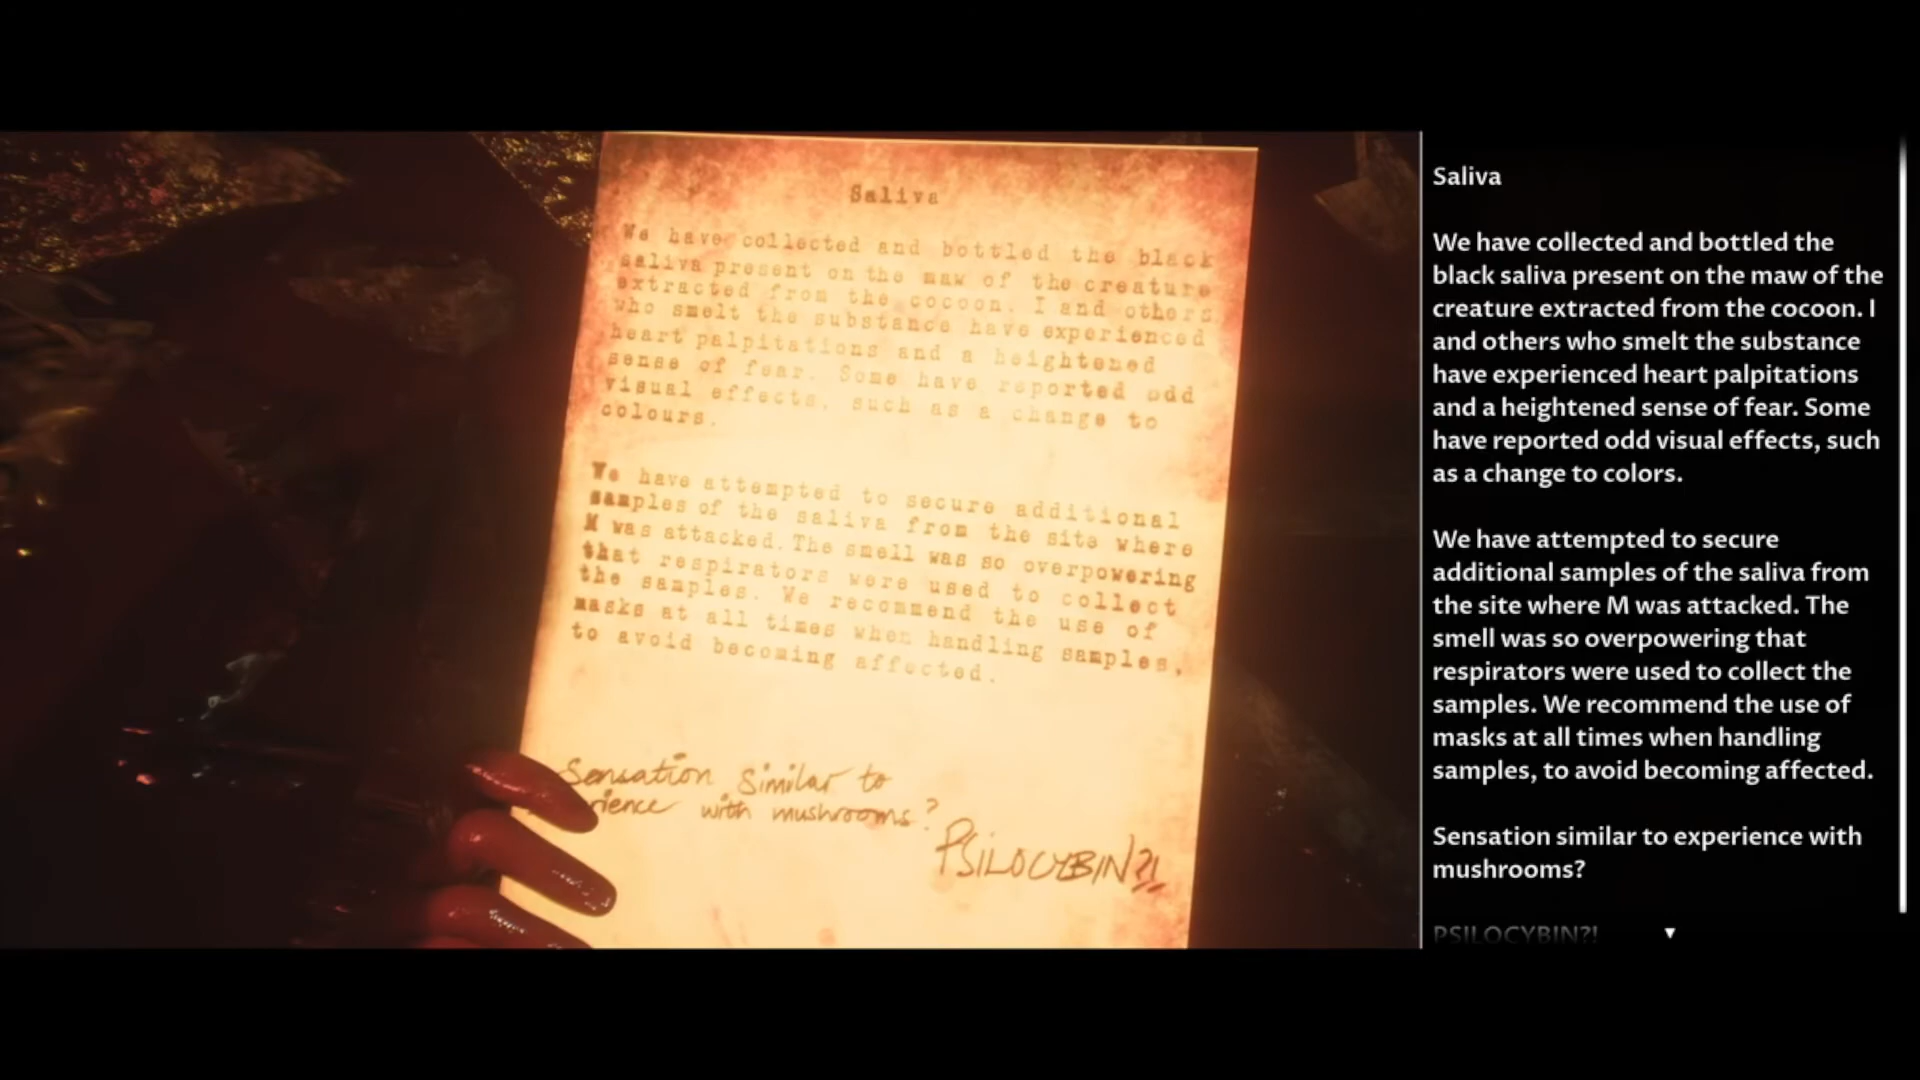 Saliva
We have collected and bottled the black
saliva present on the maw of the creature
extracted from the cocoon. I and others
who smelt the substance have experienced
heart palpitations and a heightened
sense of fear. Some have reported odd
visual effects, such as a change to
colours.
We have attempted to secure additional
samples of the saliva from the site where
M was attacked. The smell was so overpowering
that respirators were used to collect
the samples. We recommend the use of
masks at all times when handling samples,
to avoid becoming affected.
Sensation similar to
rience with mushrooms?
PSILOCYBIN?!
Saliva
We have collected and bottled the
black saliva present on the maw of the
creature extracted from the cocoon. I
and others who smelt the substance
have experienced heart palpitations
and a heightened sense of fear. Some
have reported odd visual effects, such
as a change to colors.
We have attempted to secure
additional samples of the saliva from
the site where M was attacked. The
smell was so overpowering that
respirators were used to collect the
samples. We recommend the use of
masks at all times when handling
samples, to avoid becoming affected.
Sensation similar to experience with
mushrooms?
PSILOCYBIN?!